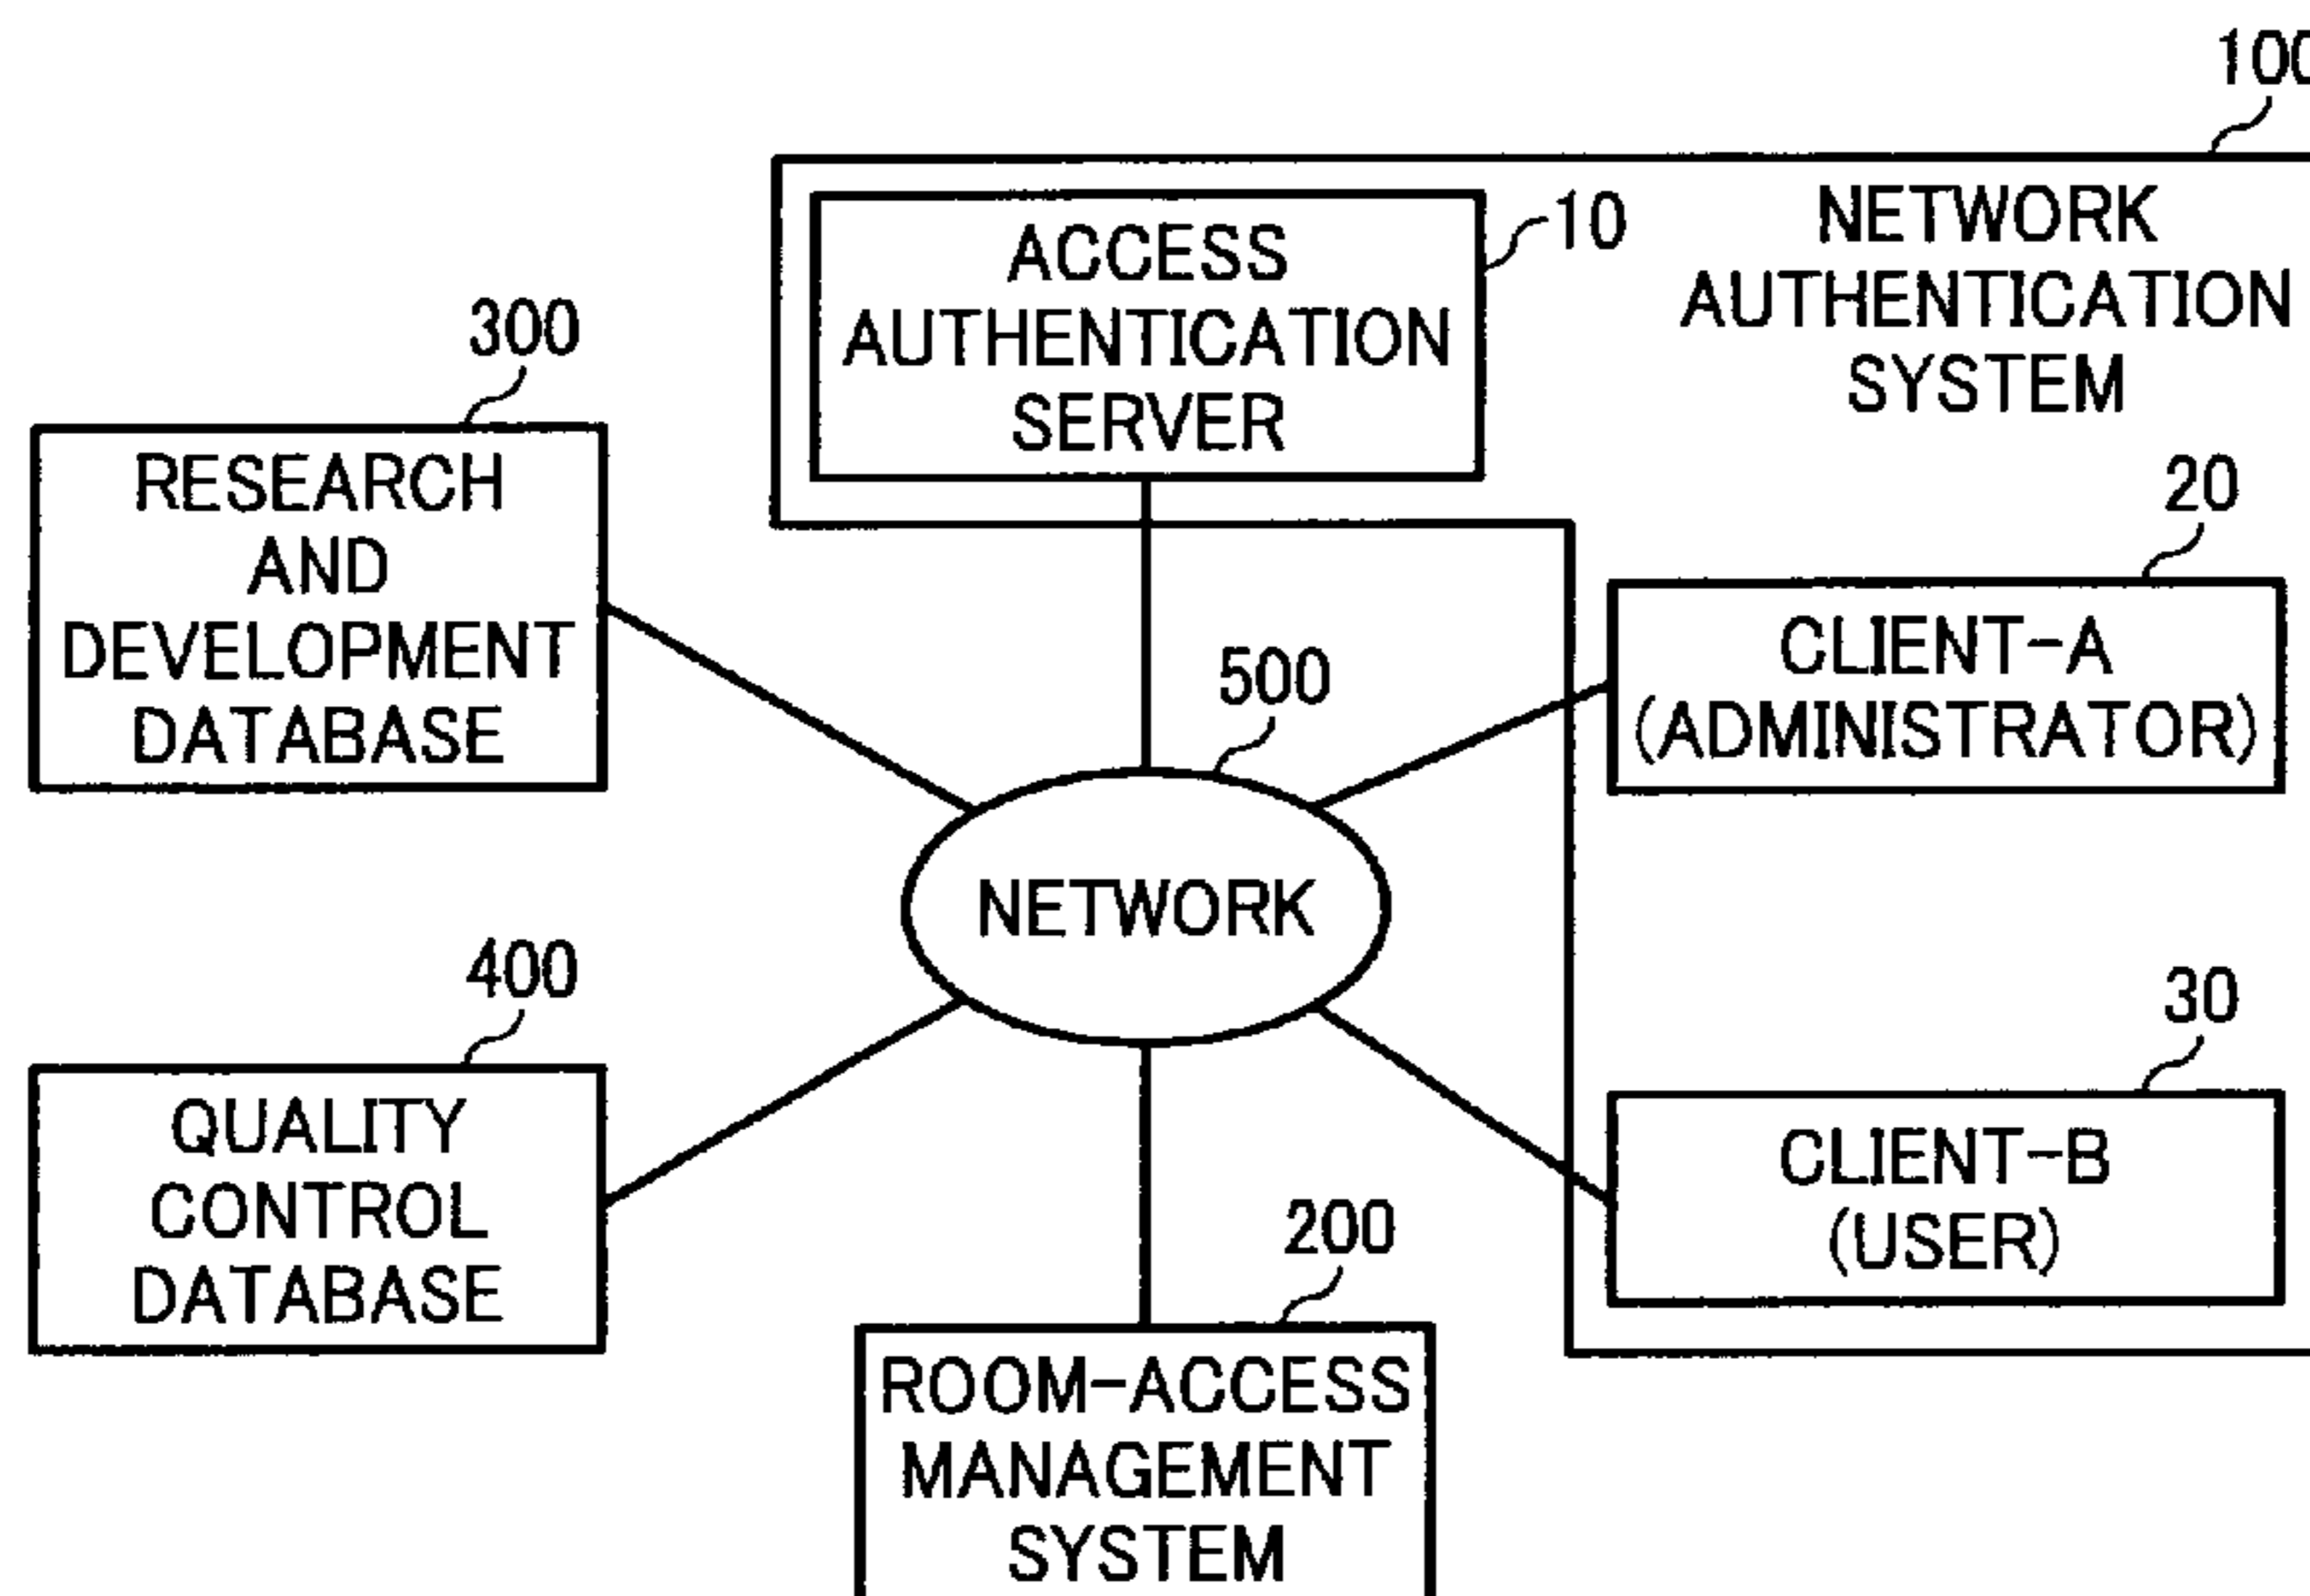 100
NETWORK
AUTHENTICATION
SYSTEM
10
ACCESS
AUTHENTICATION
SERVER
300
RESEARCH
AND
DEVELOPMENT
DATABASE
20
CLIENT-A
(ADMINISTRATOR)
500
NETWORK
400
QUALITY
CONTROL
DATABASE
30
CLIENT-B
(USER)
200
ROOM-ACCESS
MANAGEMENT
SYSTEM